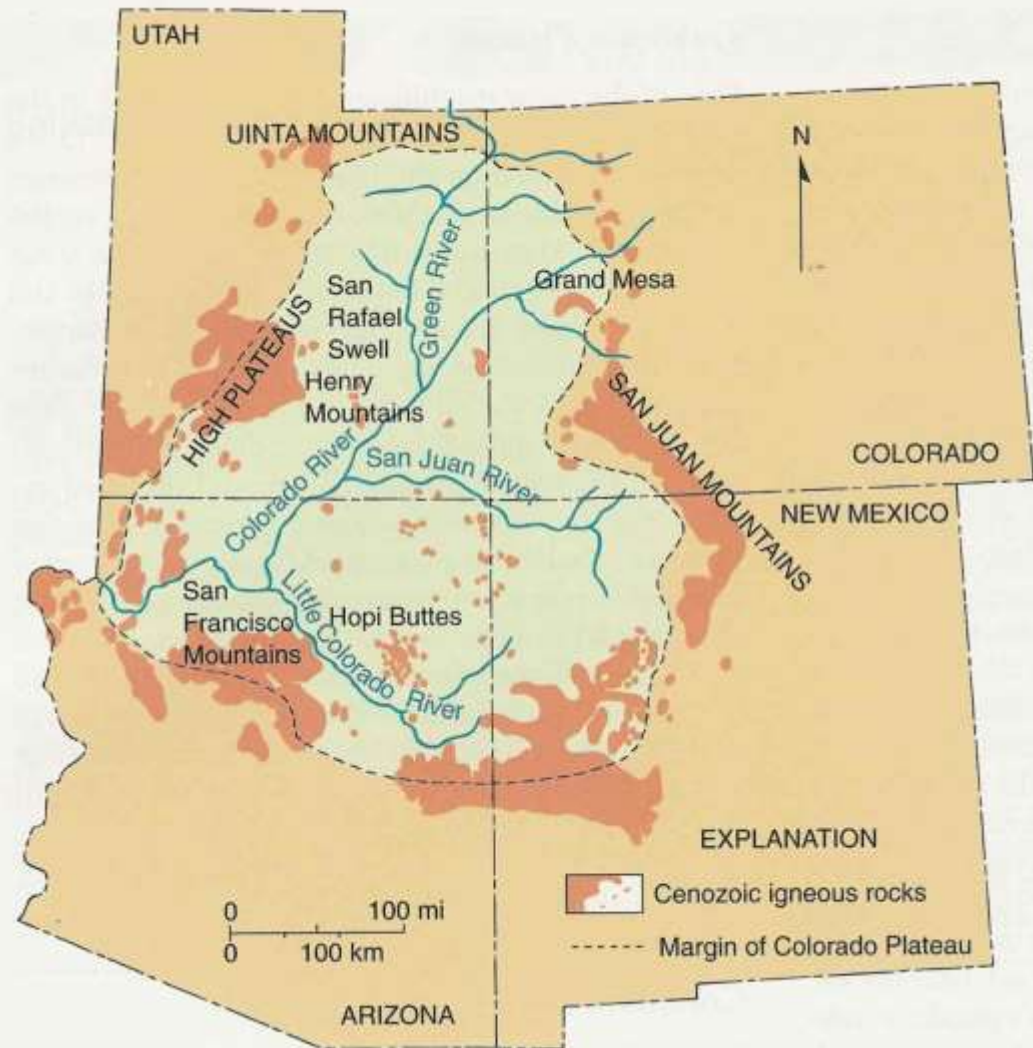 UTAH
UINTA MOUNTAINS
N
Green River
Grand Mesa
San
Rafael
Swell
Henry
Mountains
HIGH PLATEAUS
SAN JUAN MOUNTAINS
COLORADO
Colorado River
San Juan River
NEW MEXICO
San
Francisco
Mountains
Little Colorado River
Hopi Buttes
EXPLANATION
Cenozoic igneous rocks
Margin of Colorado Plateau
0 100 mi
0 100 km
ARIZONA